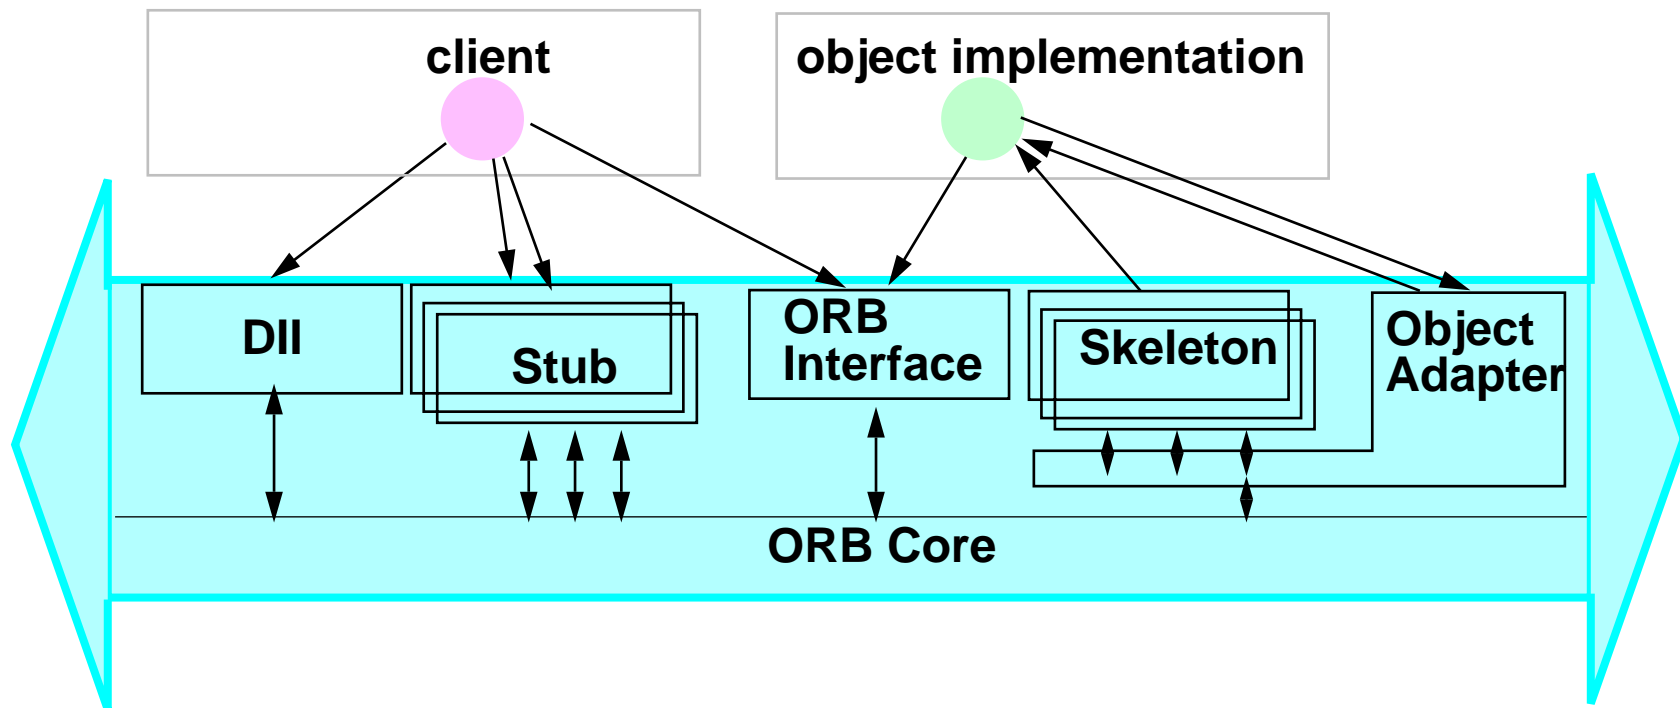 client
object implementation
DII
Stub
ORB
Interface
Skeleton
Object
Adapter
ORB Core